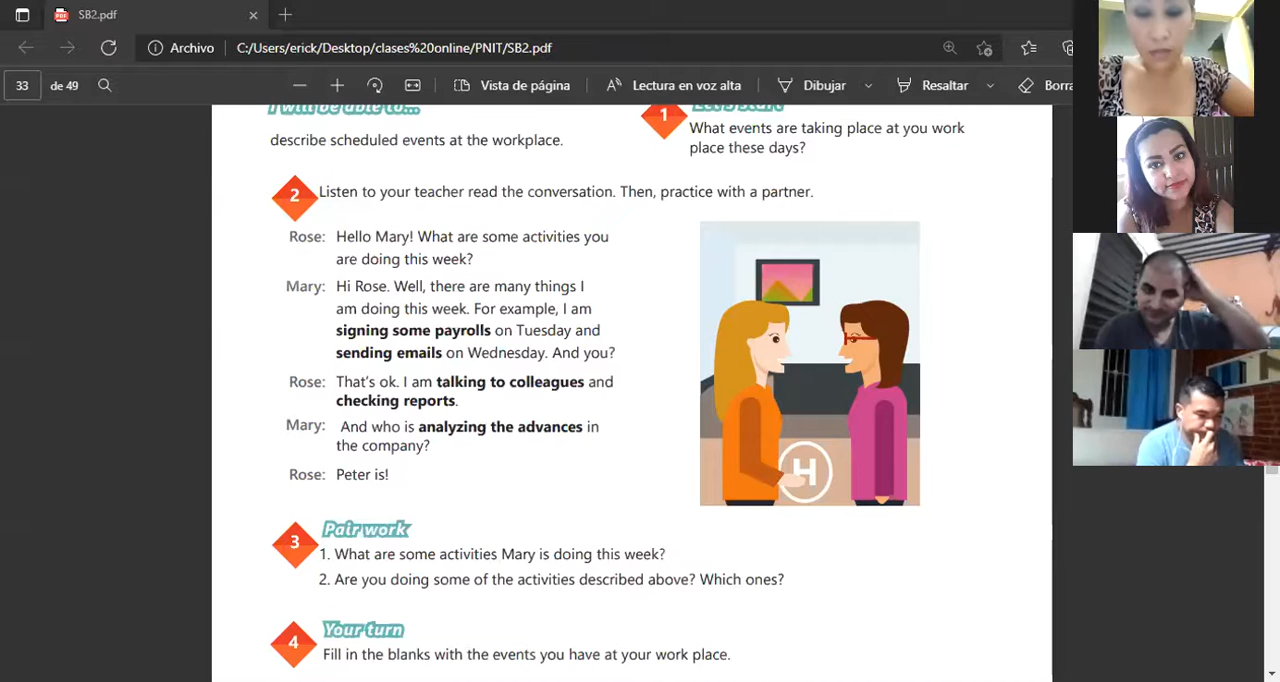 SB2.pdf
Archivo C:/Users/erick/Desktop/clases%20online/PNIT/SB2.pdf
33 de 49 Vista de página Lectura en voz alta Dibujar Resaltar Borra
I will be able to...
describe scheduled events at the workplace.
1 Let's start
What events are taking place at you work
place these days?
2 Listen to your teacher read the conversation. Then, practice with a partner.
Rose: Hello Mary! What are some activities you
are doing this week?
Mary: Hi Rose. Well, there are many things I
am doing this week. For example, I am
signing some payrolls on Tuesday and
sending emails on Wednesday. And you?
Rose: That's ok. I am talking to colleagues and
checking reports.
Mary: And who is analyzing the advances in
the company?
Rose: Peter is!
H
3 Pair work
1. What are some activities Mary is doing this week?
2. Are you doing some of the activities described above? Which ones?
4 Your turn
Fill in the blanks with the events you have at your work place.